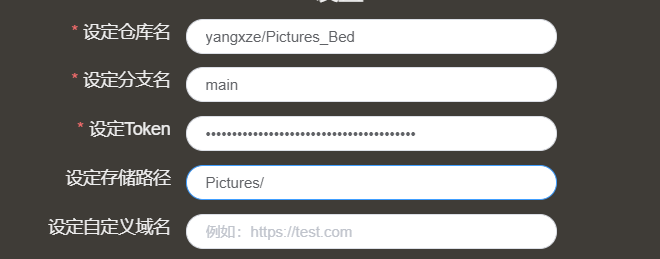 * 设定仓库名 yangxze/Pictures_Bed
* 设定分支名 main
* 设定Token ••••••••••••••••••••••••••••••••••••••••
设定存储路径 Pictures/
设定自定义域名 例如：https://test.com